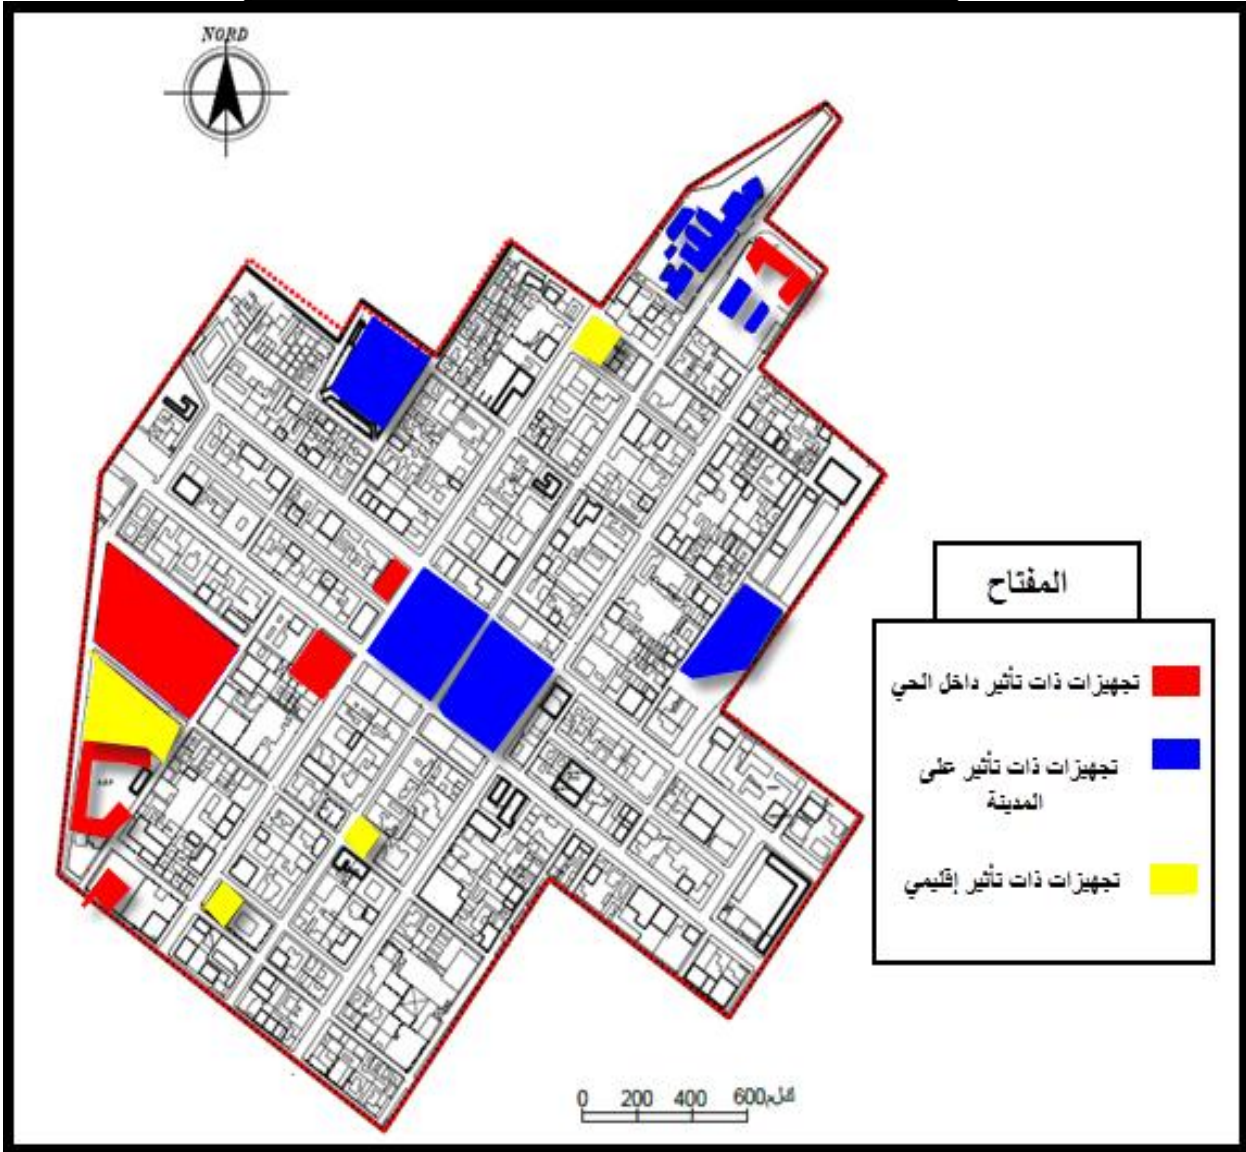 NORD
المفتاح
تجهيزات ذات تأثير داخل الحي
تجهيزات ذات تأثير على
المدينة
تجهيزات ذات تأثير إقليمي
0 200 400 600